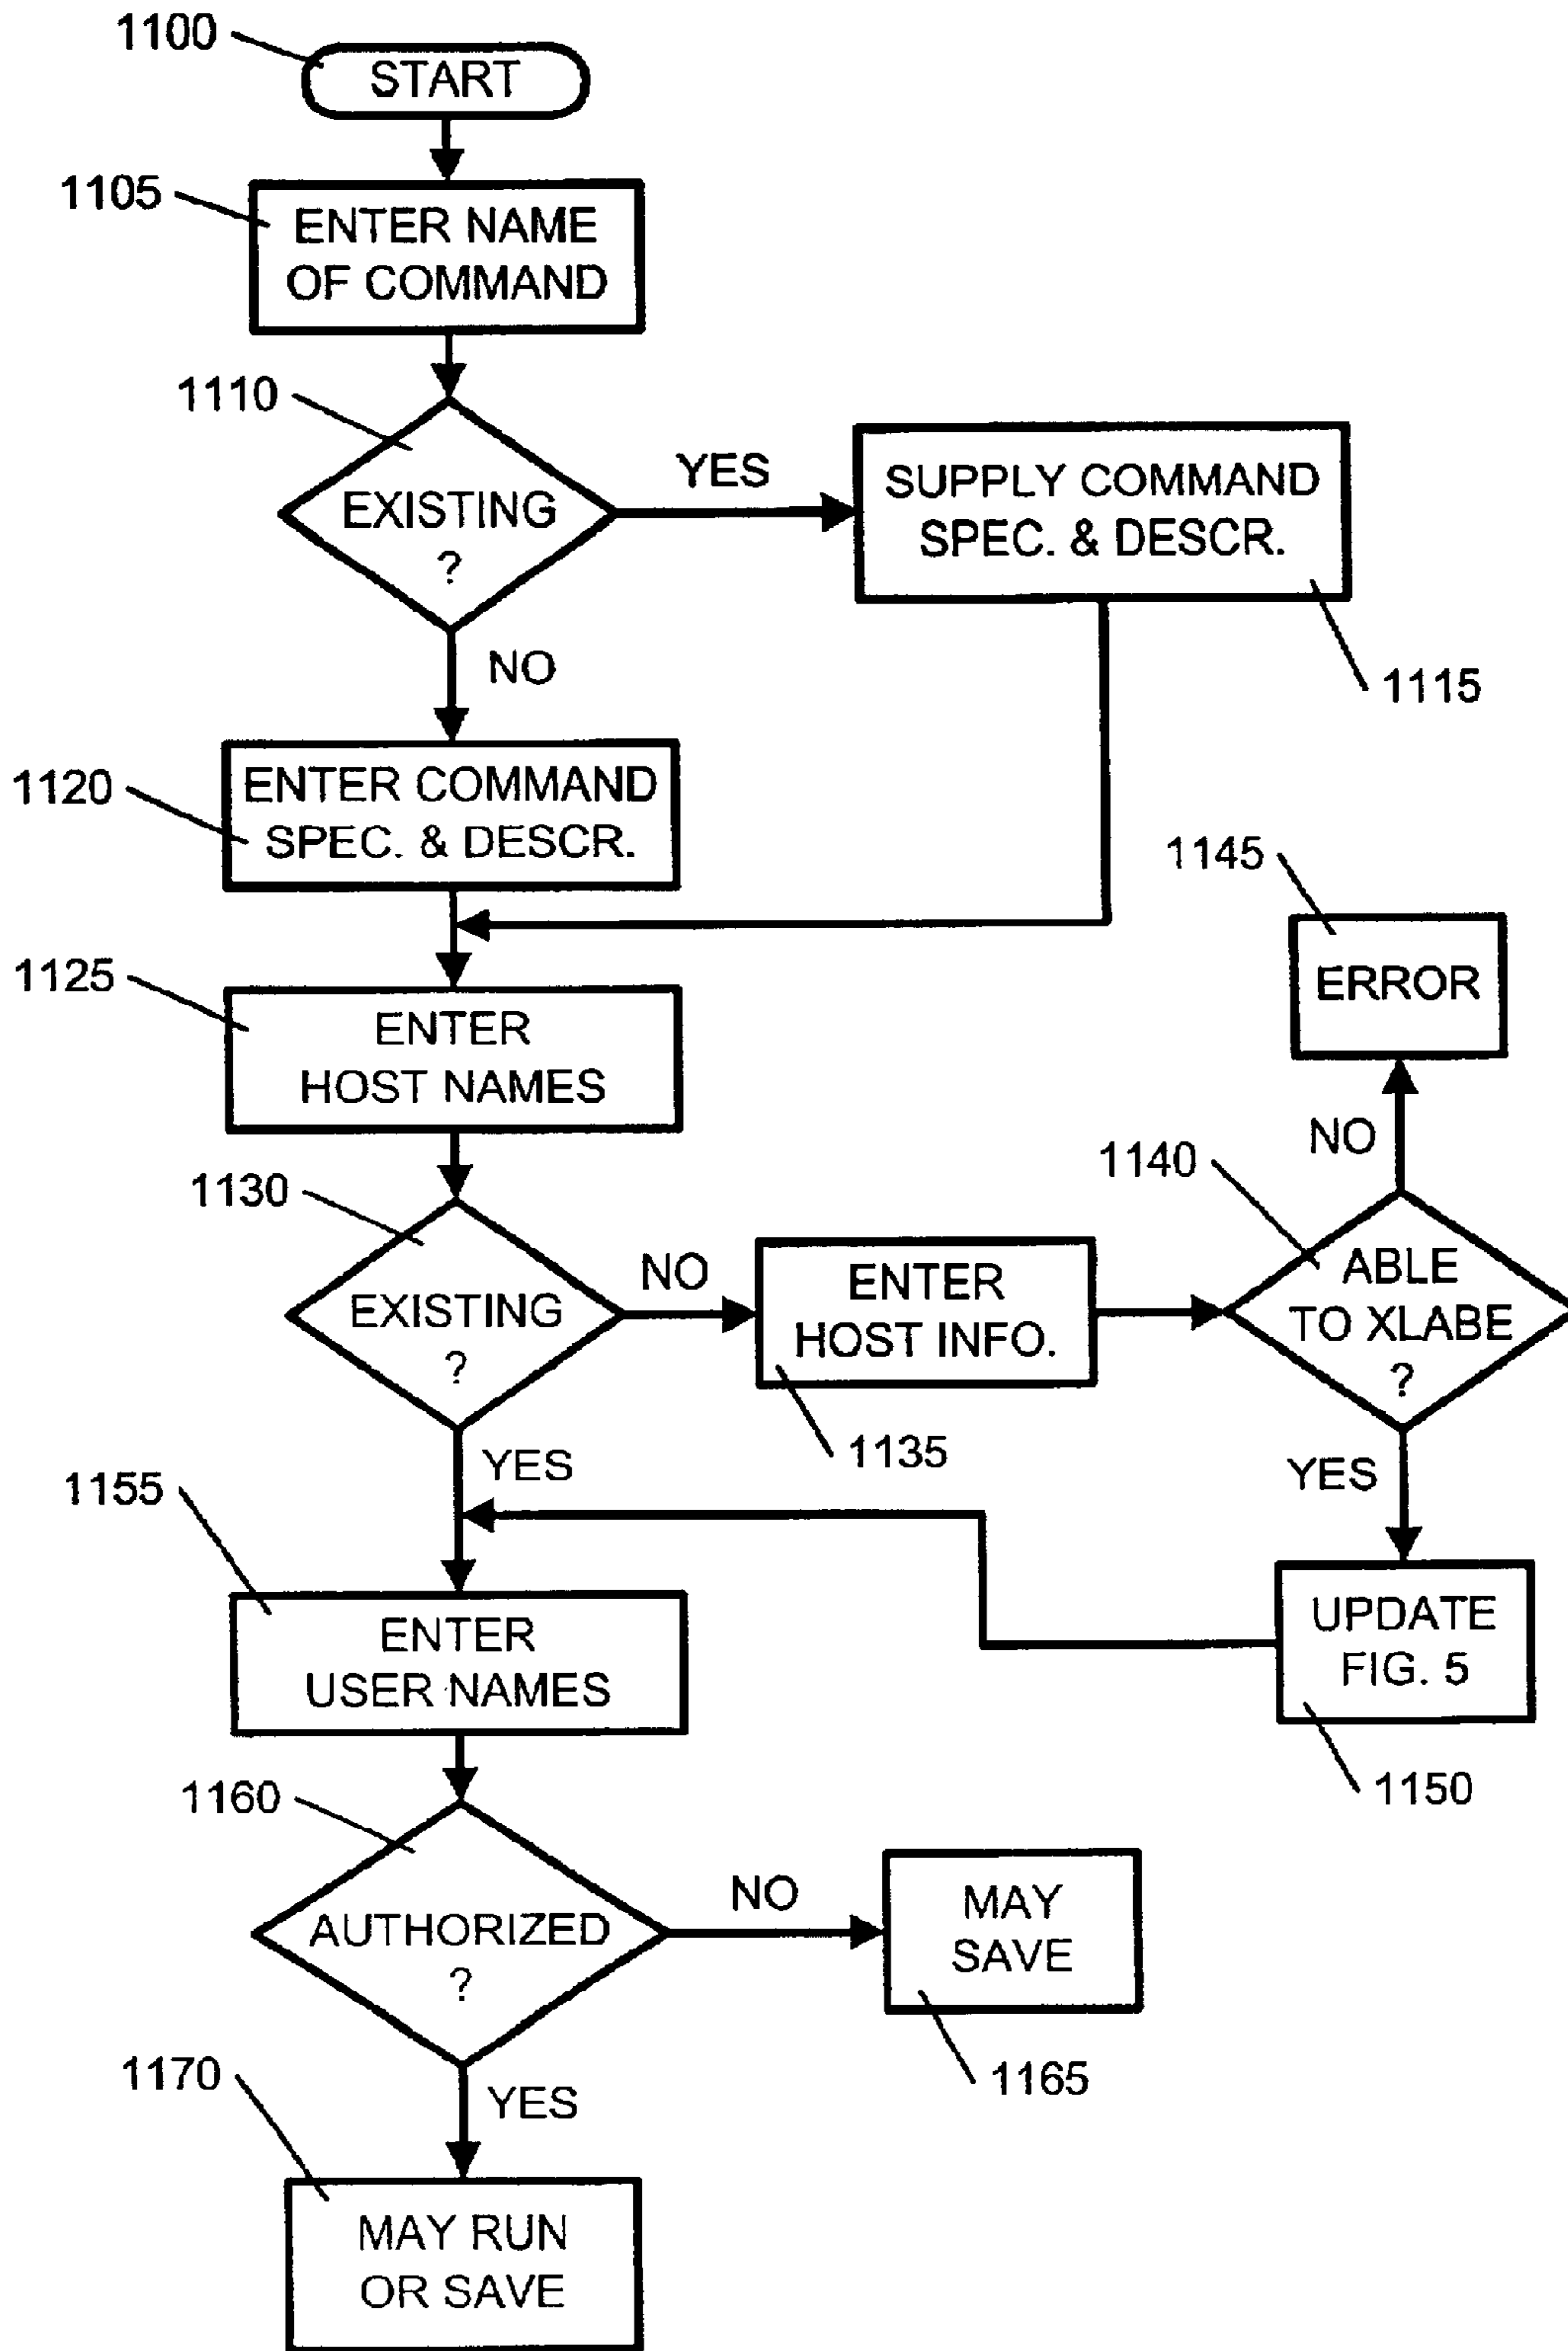 1100
START
1105
ENTER NAME
OF COMMAND
1110
EXISTING
?
YES
SUPPLY COMMAND
SPEC. & DESCR.
1115
NO
1120
ENTER COMMAND
SPEC. & DESCR.
1125
ENTER
HOST NAMES
1130
EXISTING
?
NO
ENTER
HOST INFO.
1135
1140
ABLE
TO XLABE
?
NO
1145
ERROR
YES
UPDATE
FIG. 5
1150
YES
1155
ENTER
USER NAMES
1160
AUTHORIZED
?
NO
MAY
SAVE
1165
YES
1170
MAY RUN
OR SAVE